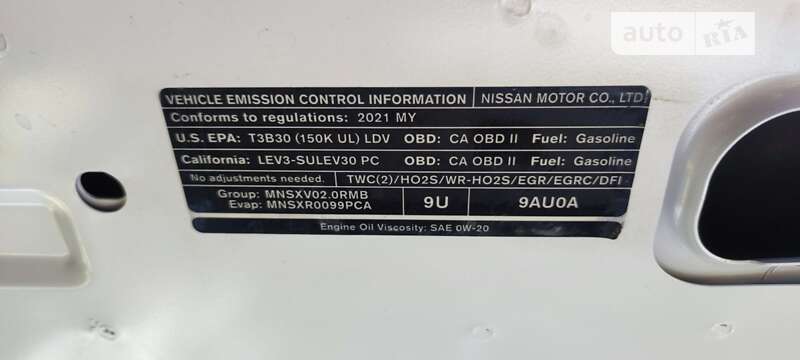 auto RIA
VEHICLE EMISSION CONTROL INFORMATION NISSAN MOTOR CO., LTD
Conforms to regulations: 2021 MY
U.S. EPA: T3B30 (150K UL) LDV OBD: CA OBD II Fuel: Gasoline
California: LEV3-SULEV30 PC OBD: CA OBD II Fuel: Gasoline
No adjustments needed. TWC(2)/HO2S/WR-HO2S/EGR/EGRC/DFI
Group: MNSXV02.0RMB
Evap: MNSXR0099PCA
9U
9AU0A
Engine Oil Viscosity: SAE 0W-20